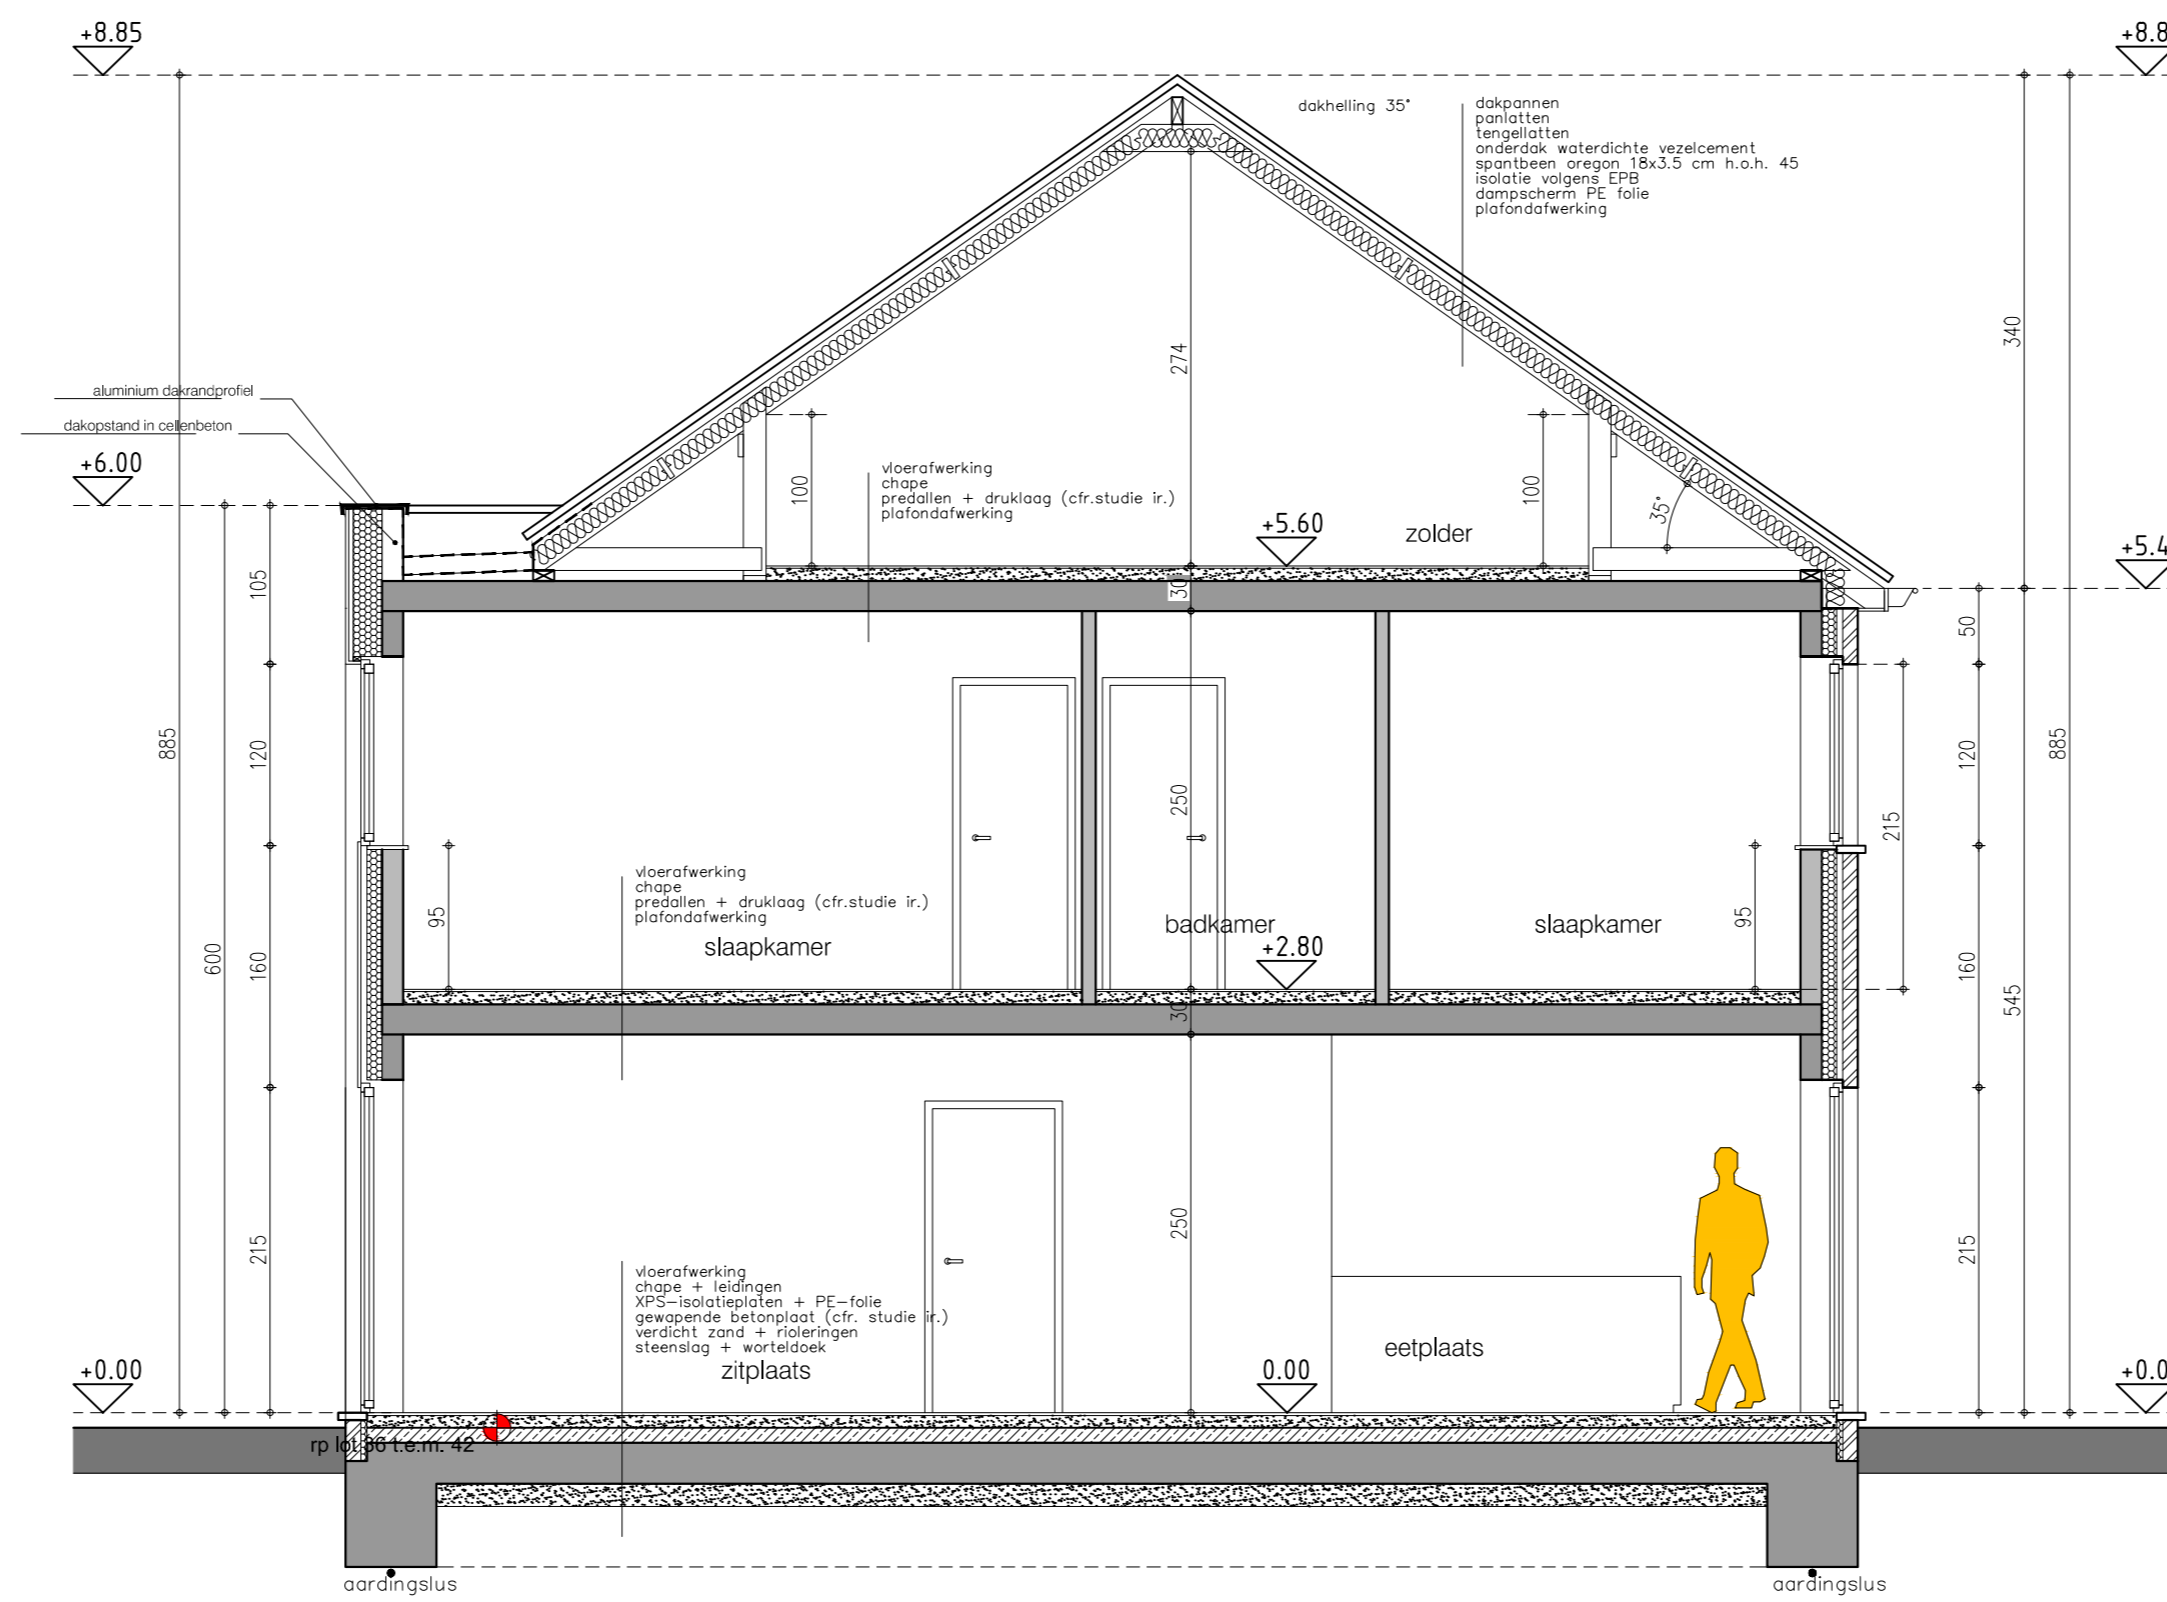 +8.85
+8.8
dakhelling 35°
dakpannen
panlatten
tengellatten
onderdak waterdichte vezelcement
spantbeen oregon 18x3.5 cm h.o.h. 45
isolatie volgens EPB
dampscherm PE folie
plafondafwerking
340
274
aluminium dakrandprofiel
dakopstand in cellenbeton
+6.00
vloerafwerking
chape
predallen + druklaag (cfr.studie ir.)
plafondafwerking
100
100
35°
+5.60
zolder
+5.4
105
30
50
885
120
250
120
885
215
vloerafwerking
chape
predallen + druklaag (cfr.studie ir.)
plafondafwerking
95
95
slaapkamer
badkamer
slaapkamer
+2.80
600
160
160
545
30
215
250
215
vloerafwerking
chape + leidingen
XPS-isolatieplaten + PE-folie
gewapende betonplaat (cfr. studie ir.)
verdicht zand + rioleringen
steenslag + worteldoek
zitplaats
eetplaats
+0.00
0.00
+0.0
rp lot 36 t.e.m. 42
aardingslus
aardingslus